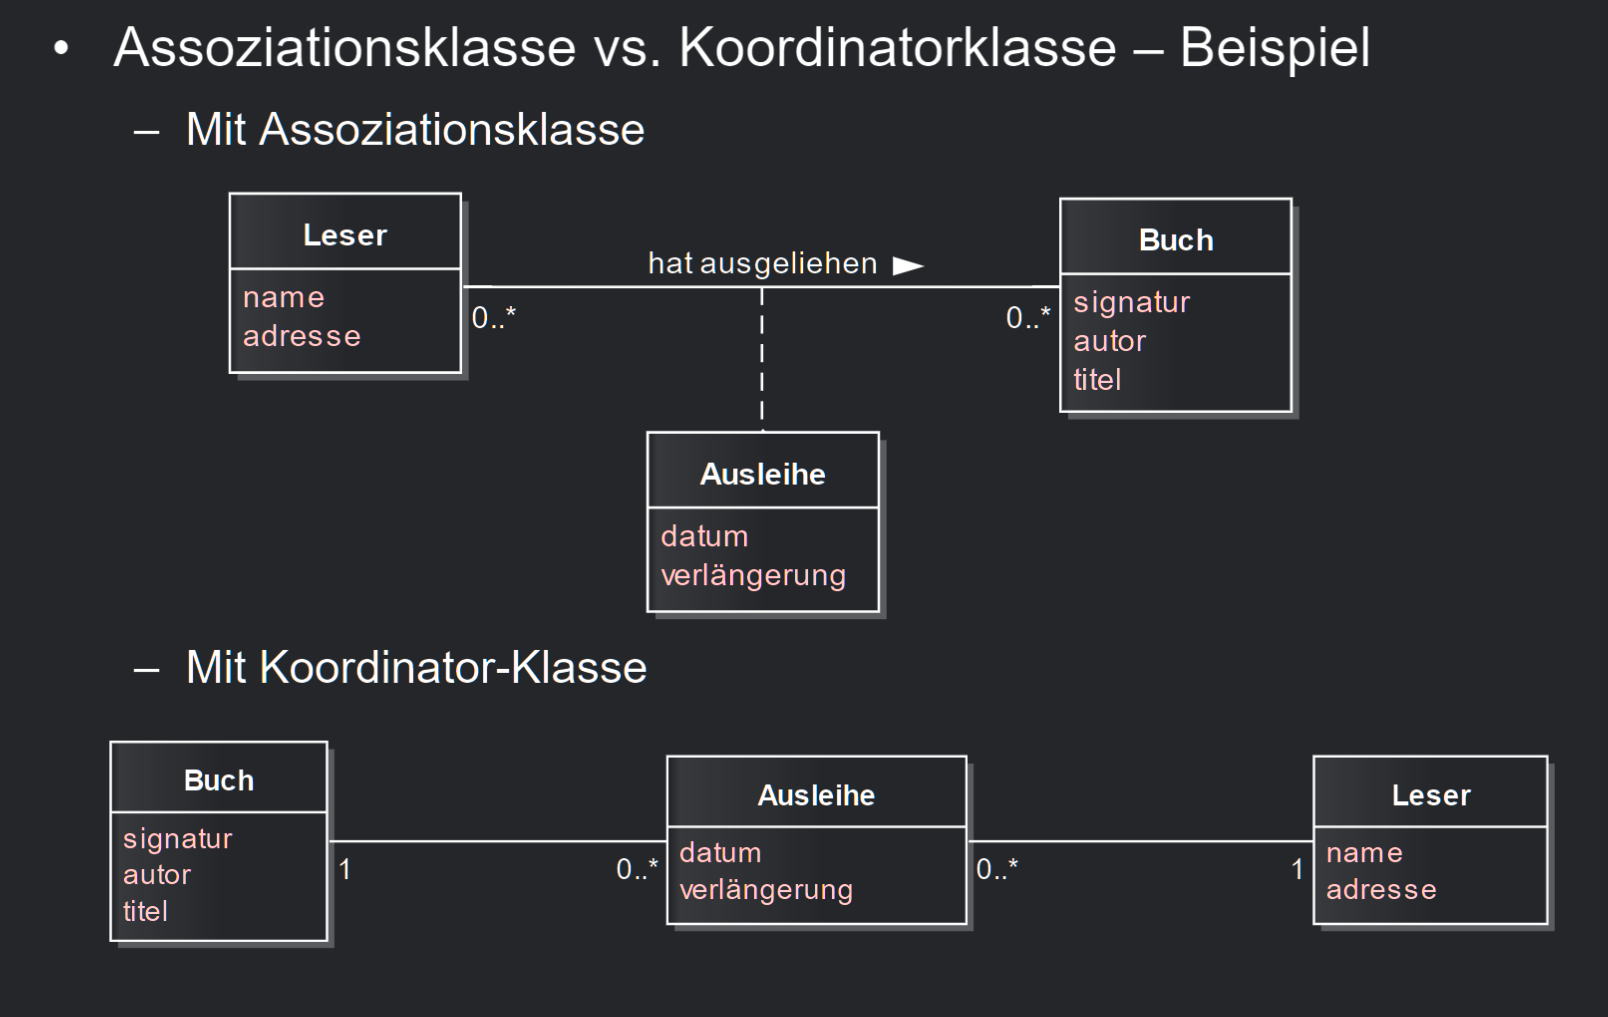 • Assoziationsklasse vs. Koordinatorklasse – Beispiel
– Mit Assoziationsklasse
Leser
name
adresse
hat ausgeliehen ►
0..*
0..*
Buch
signatur
autor
titel
Ausleihe
datum
verlängerung
– Mit Koordinator-Klasse
Buch
signatur
autor
titel
1
0..*
Ausleihe
datum
verlängerung
0..*
1
Leser
name
adresse